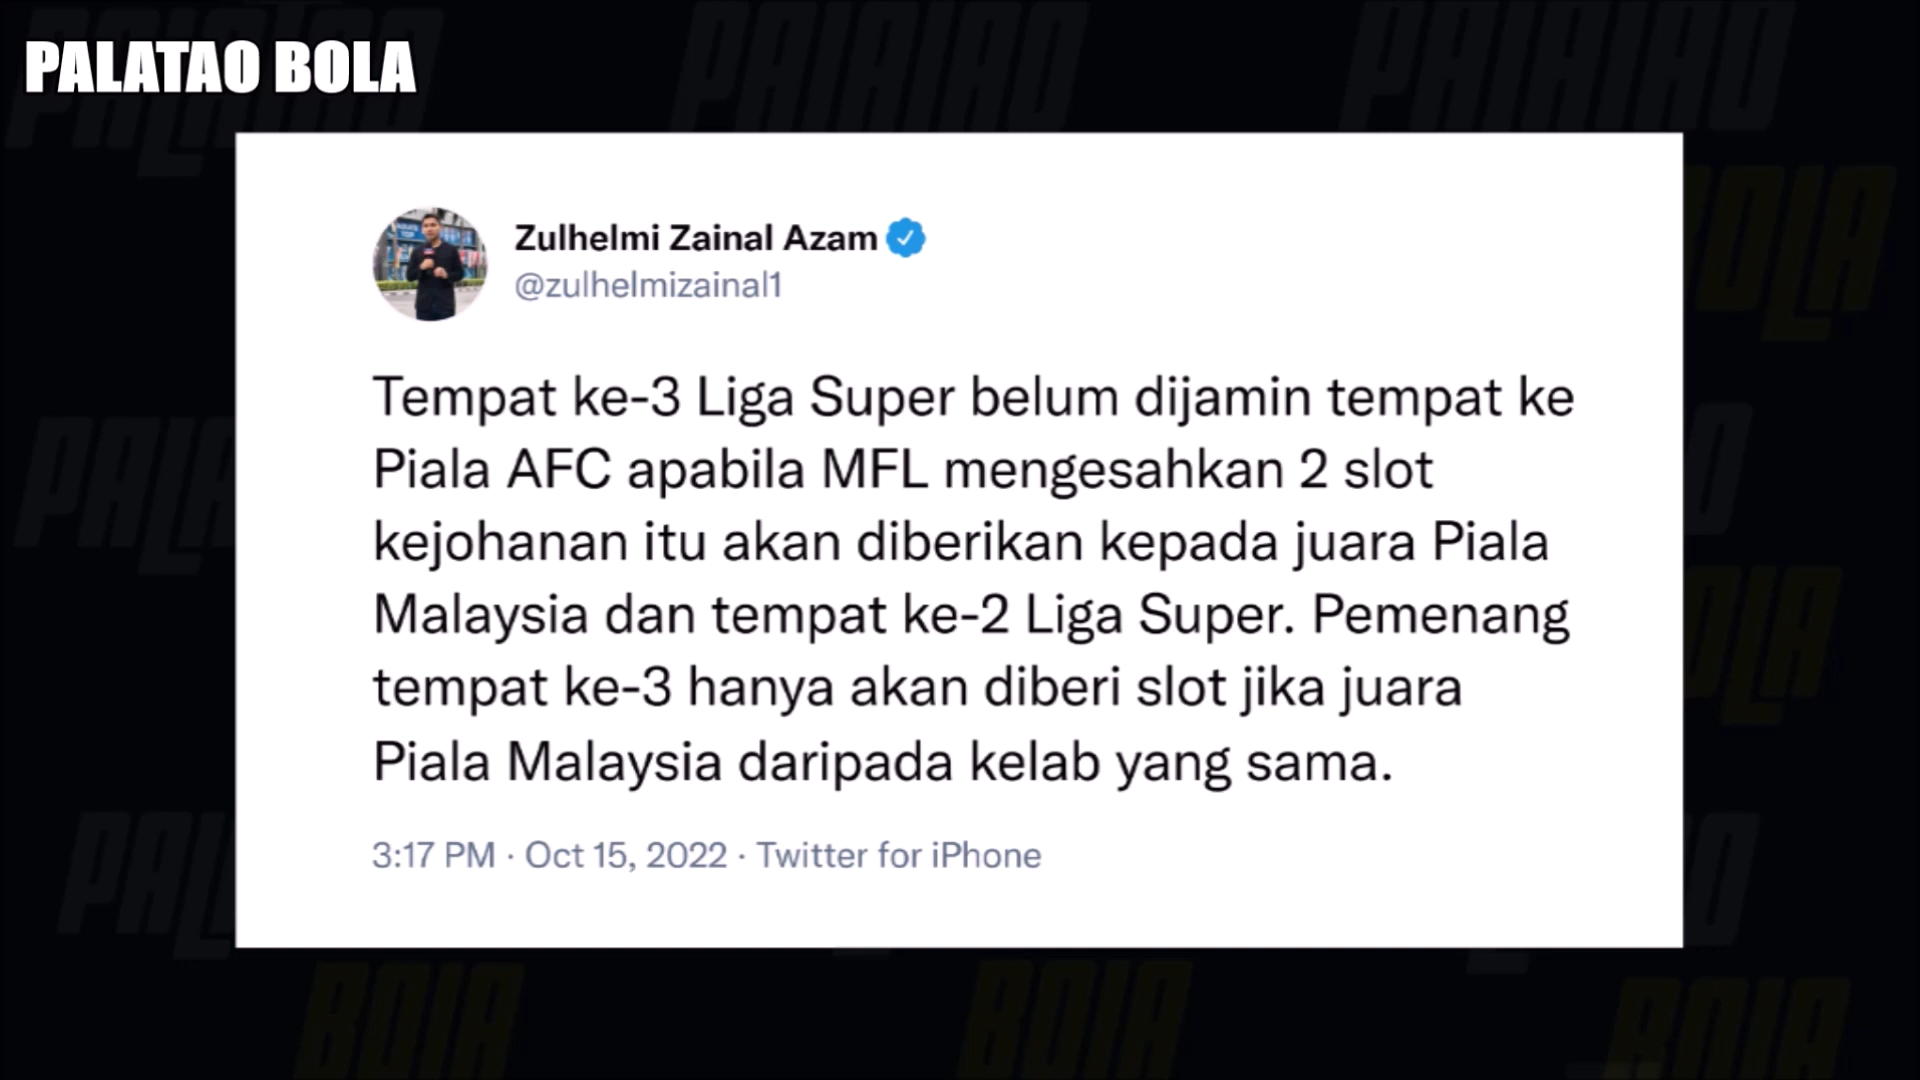 PALATAO BOLA
Zulhelmi Zainal Azam
@zulhelmizainal1
Tempat ke-3 Liga Super belum dijamin tempat ke
Piala AFC apabila MFL mengesahkan 2 slot
kejohanan itu akan diberikan kepada juara Piala
Malaysia dan tempat ke-2 Liga Super. Pemenang
tempat ke-3 hanya akan diberi slot jika juara
Piala Malaysia daripada kelab yang sama.
3:17 PM · Oct 15, 2022 · Twitter for iPhone